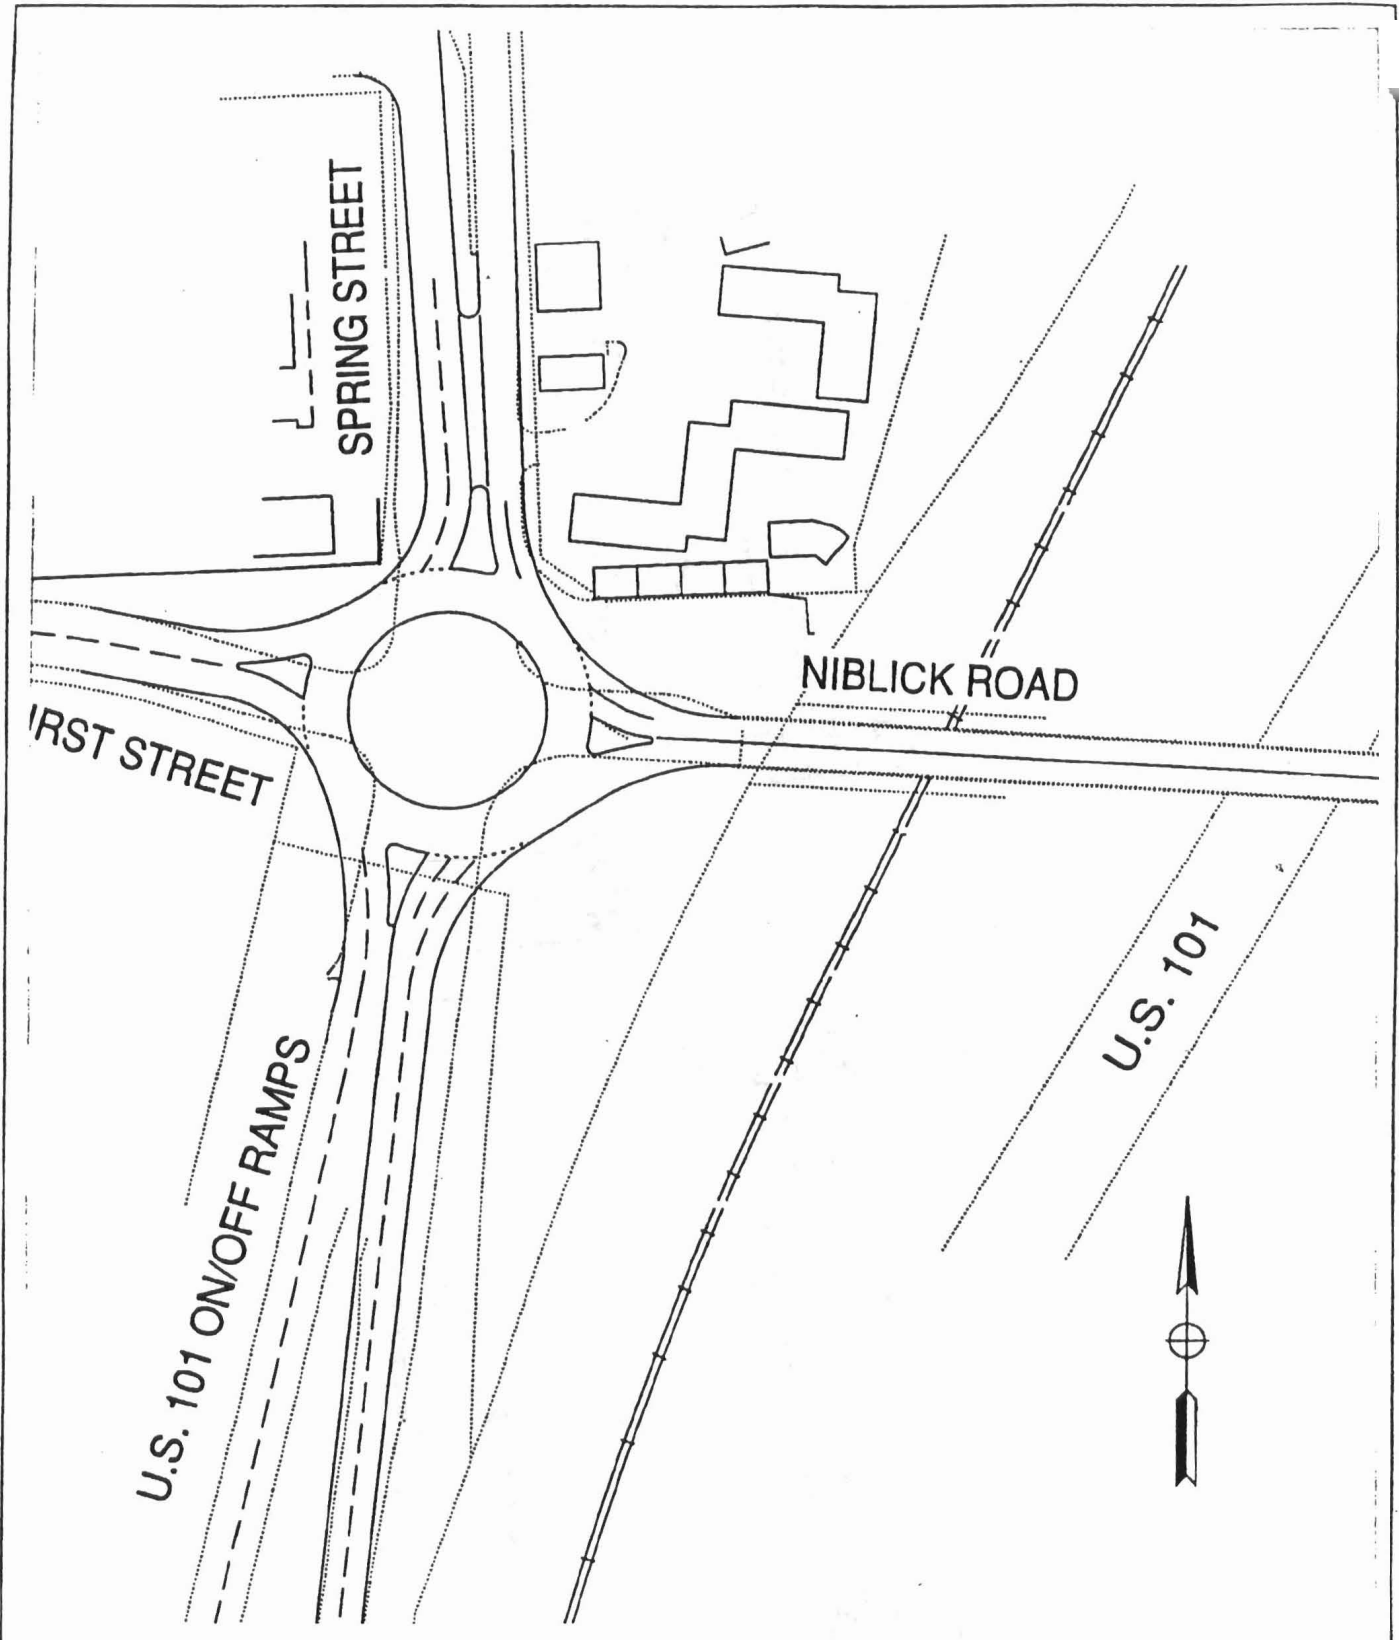 SPRING STREET
NIBLICK ROAD
IRST STREET
U.S. 101
U.S. 101 ON/OFF RAMPS